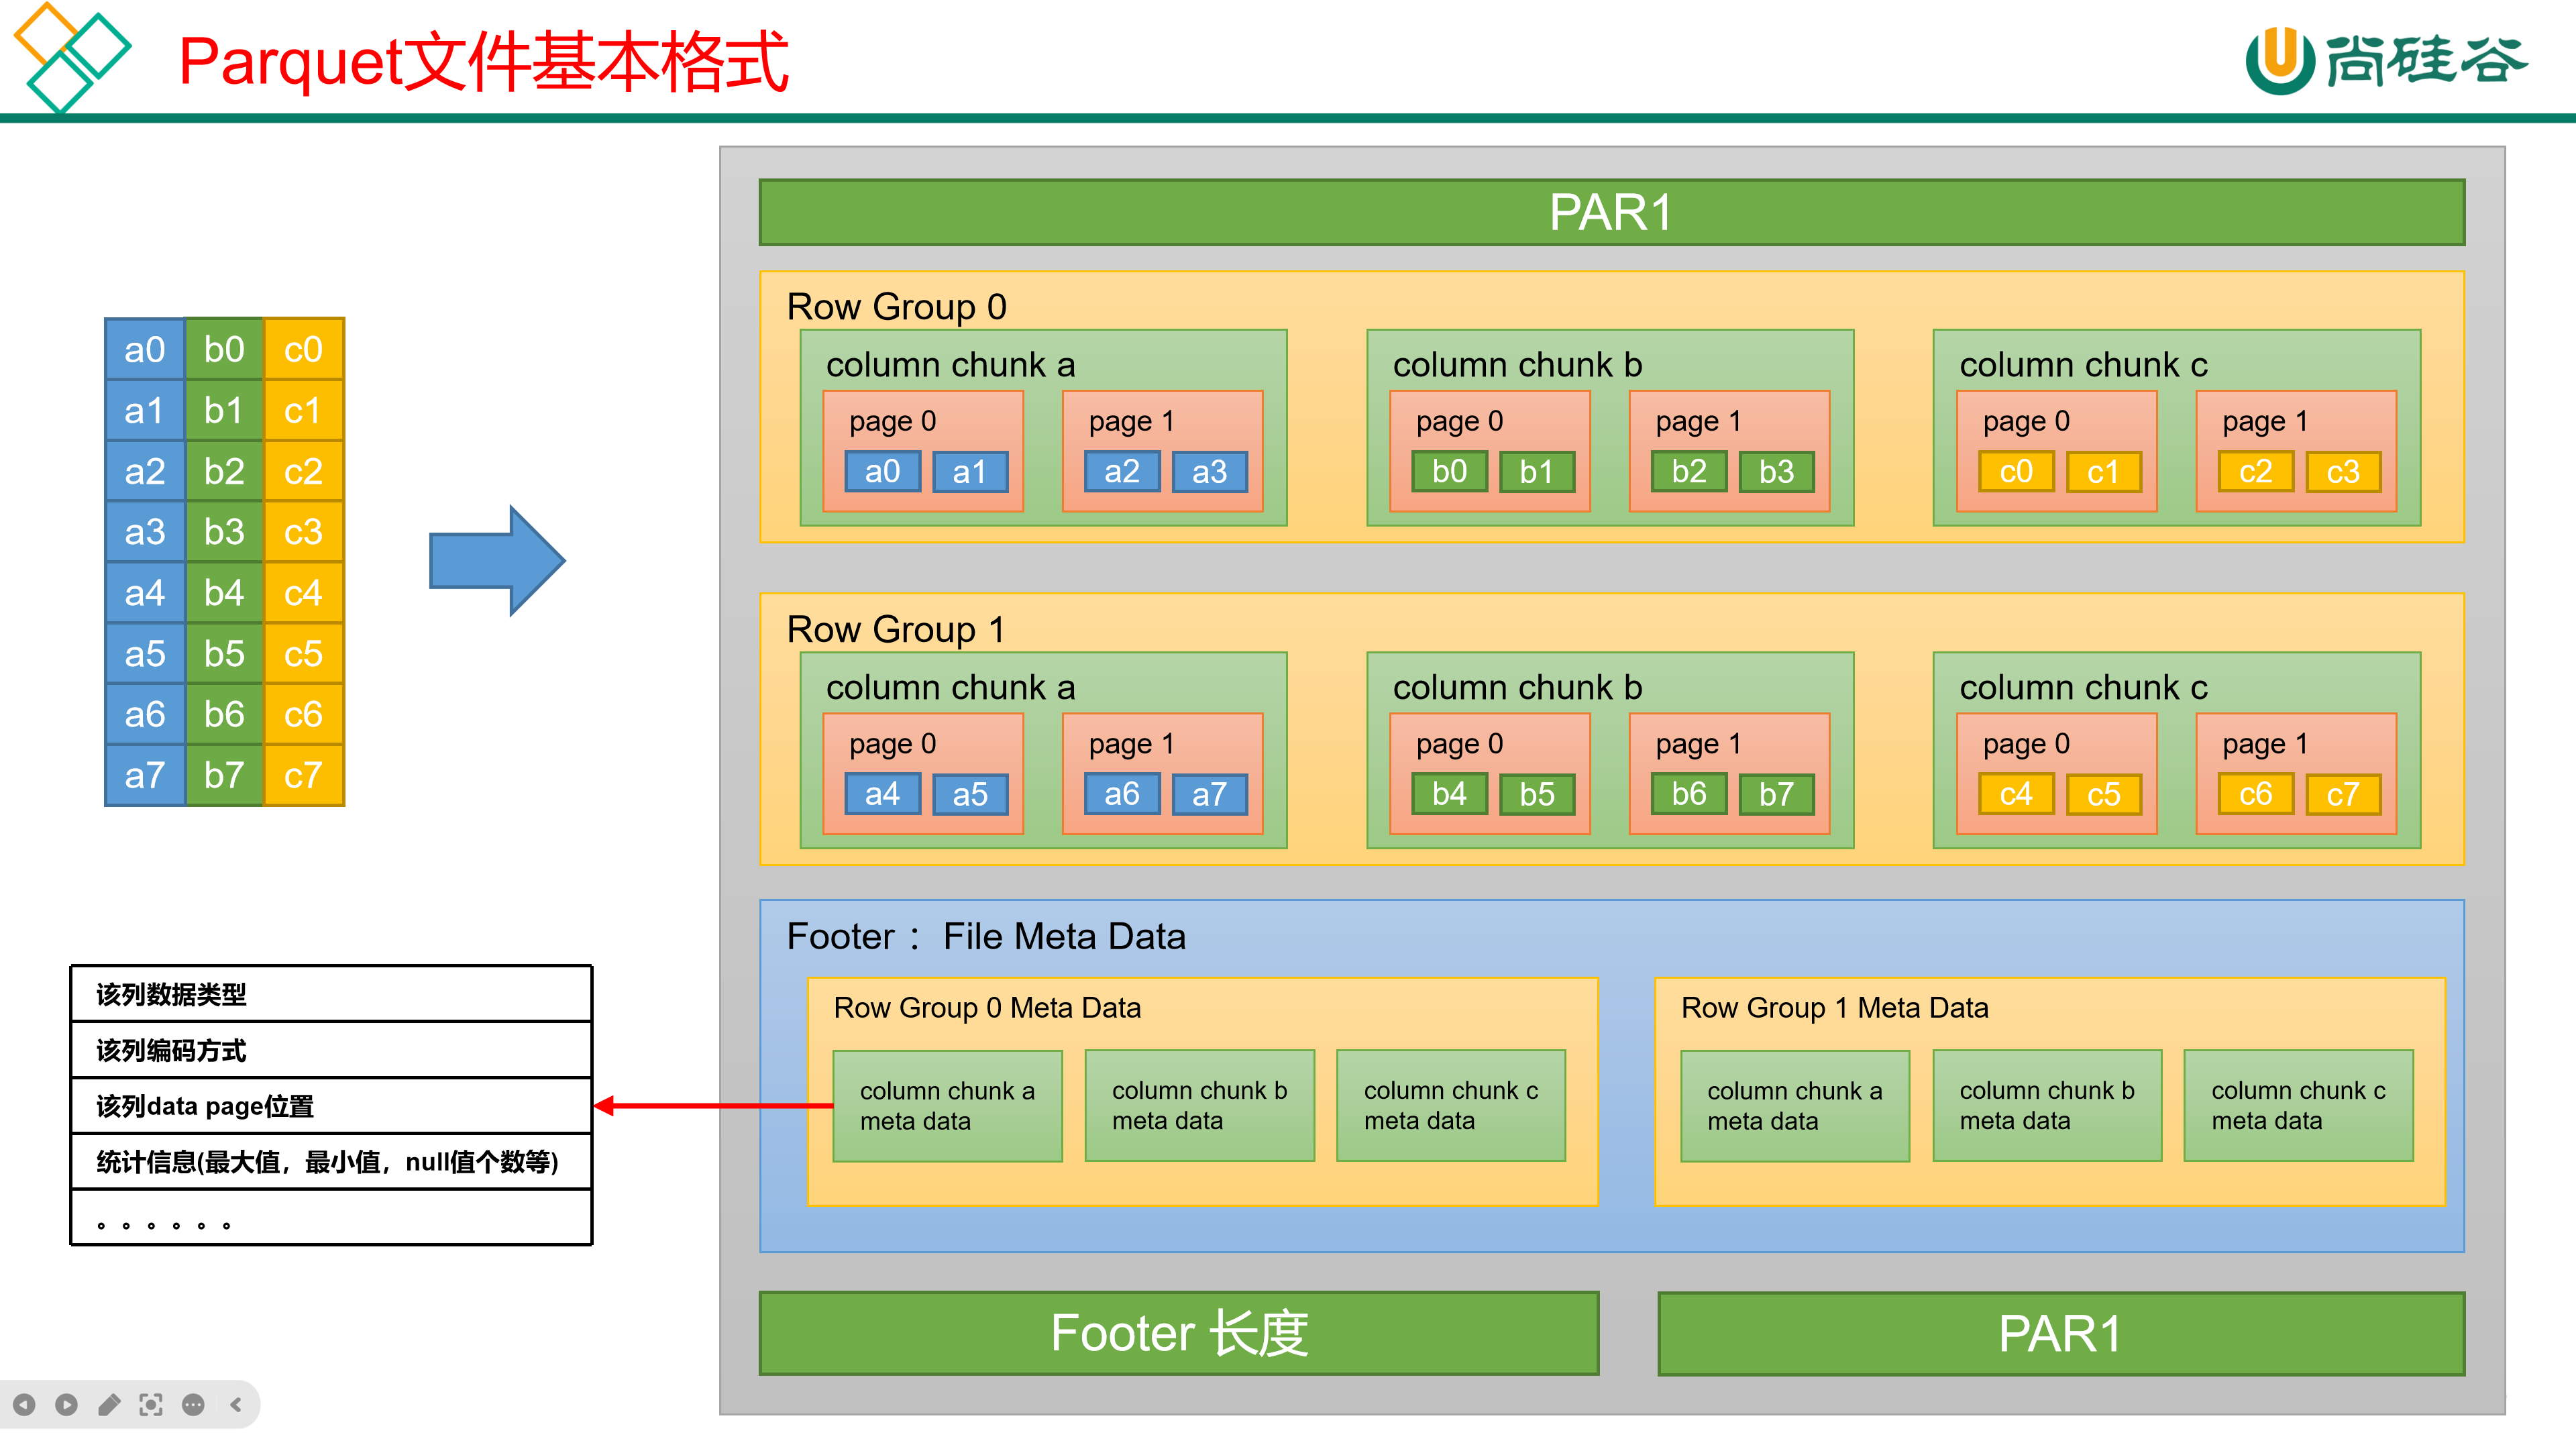 Parquet文件基本格式
尚硅谷
a0 b0 c0
a1 b1 c1
a2 b2 c2
a3 b3 c3
a4 b4 c4
a5 b5 c5
a6 b6 c6
a7 b7 c7
PAR1
Row Group 0
column chunk a
page 0
a0 a1
page 1
a2 a3
column chunk b
page 0
b0 b1
page 1
b2 b3
column chunk c
page 0
c0 c1
page 1
c2 c3
Row Group 1
column chunk a
page 0
a4 a5
page 1
a6 a7
column chunk b
page 0
b4 b5
page 1
b6 b7
column chunk c
page 0
c4 c5
page 1
c6 c7
Footer： File Meta Data
Row Group 0 Meta Data
column chunk a
meta data
column chunk b
meta data
column chunk c
meta data
Row Group 1 Meta Data
column chunk a
meta data
column chunk b
meta data
column chunk c
meta data
该列数据类型
该列编码方式
该列data page位置
统计信息(最大值，最小值，null值个数等)
。。。。。。
Footer 长度
PAR1